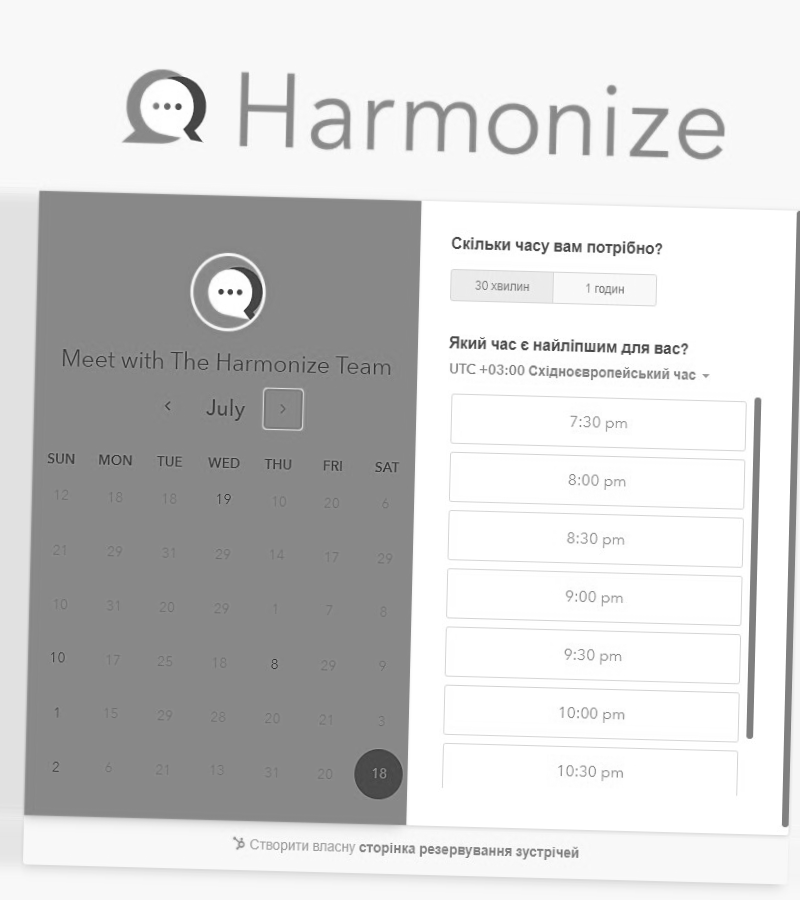 Harmonize
Meet with The Harmonize Team
July
SUN MON TUE WED THU FRI SAT
12 18 18 19 10 20 6
21 29 31 29 14 17 29
10 31 20 29 1 7 8
10 17 25 18 8 29 9
1 15 29 28 20 21 3
2 6 21 13 31 20 18
Скільки часу вам потрібно?
30 хвилин 1 годин
Який час є найліпшим для вас?
UTC +03:00 Східноєвропейський час
7:30 pm
8:00 pm
8:30 pm
9:00 pm
9:30 pm
10:00 pm
10:30 pm
Створити власну сторінка резервування зустрічей